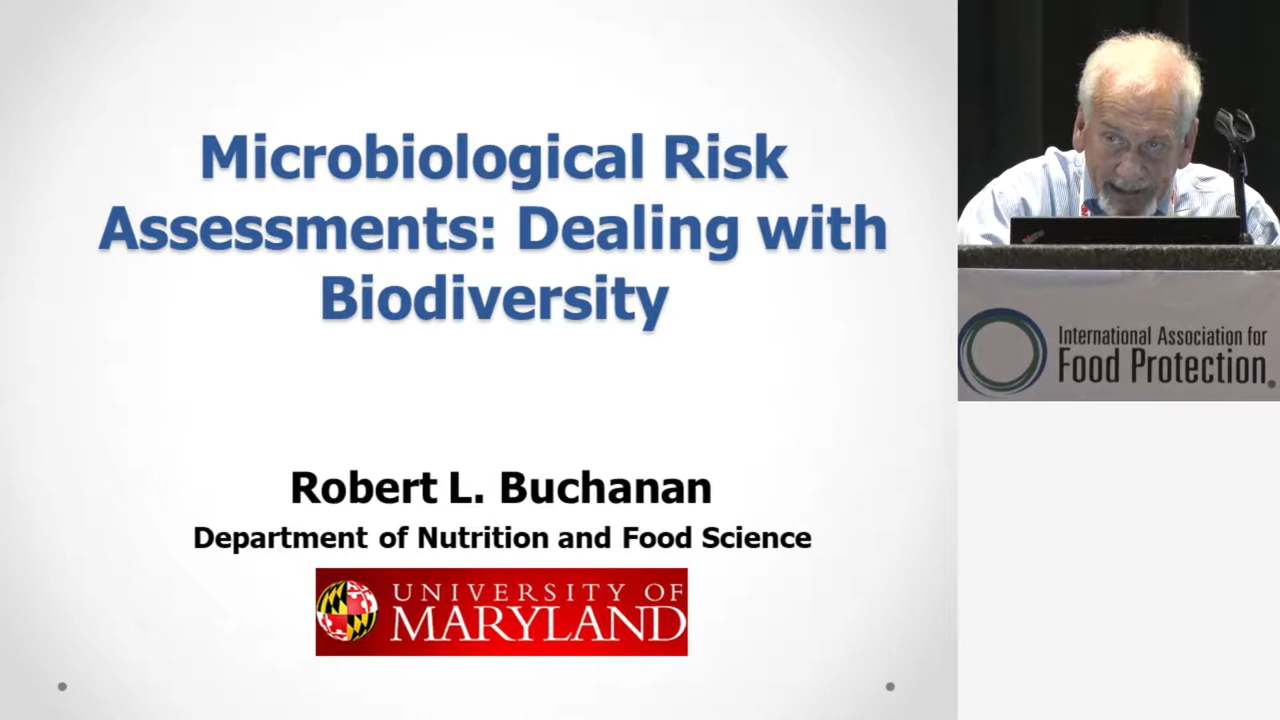 Microbiological Risk
Assessments: Dealing with
Biodiversity
Robert L. Buchanan
Department of Nutrition and Food Science
UNIVERSITY OF
MARYLAND
International Association for
Food Protection®